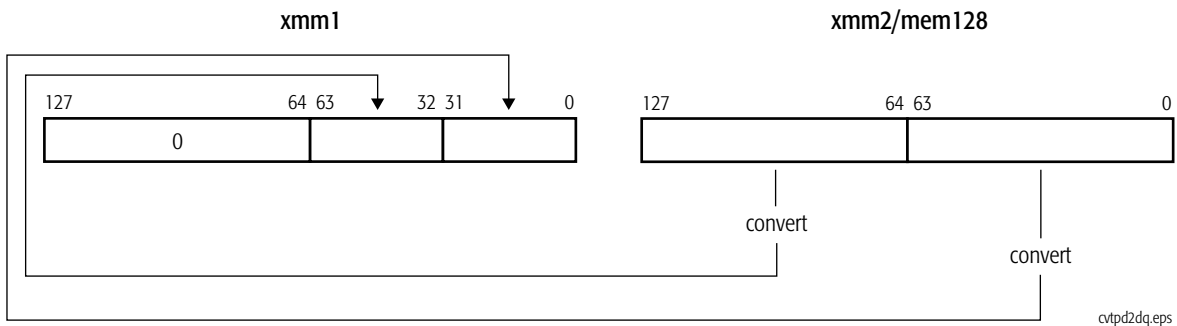 xmm1 xmm2/mem128
127 64 63 32 31 0 127 64 63 0
0
convert
convert
cvtpd2dq.eps